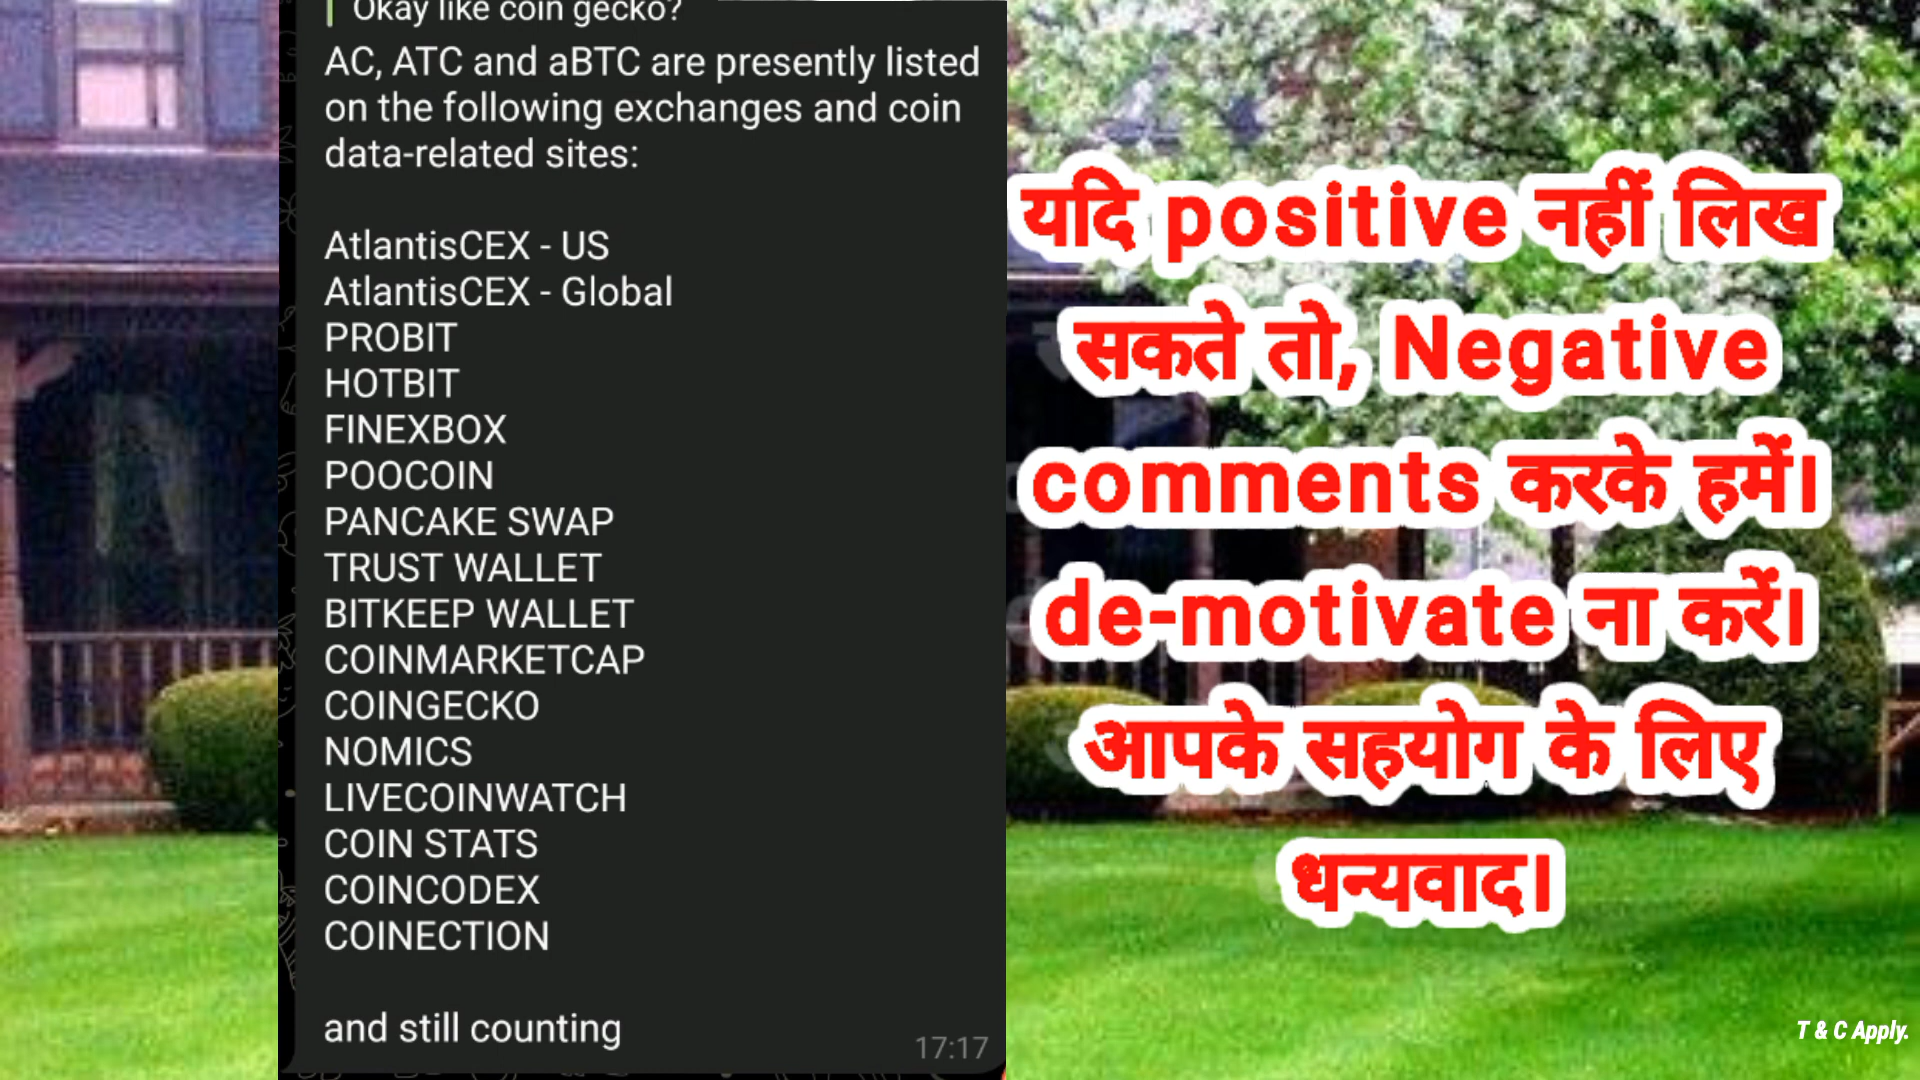 Okay like coin gecko?
AC, ATC and aBTC are presently listed
on the following exchanges and coin
data-related sites:
AtlantisCEX - US
AtlantisCEX - Global
PROBIT
HOTBIT
FINEXBOX
POOCOIN
PANCAKE SWAP
TRUST WALLET
BITKEEP WALLET
COINMARKETCAP
COINGECKO
NOMICS
LIVECOINWATCH
COIN STATS
COINCODEX
COINECTION
and still counting
17:17
यदि positive नहीं लिख
सकते तो, Negative
comments करके हमें।
de-motivate ना करें।
आपके सहयोग के लिए
धन्यवाद।
T & C Apply.